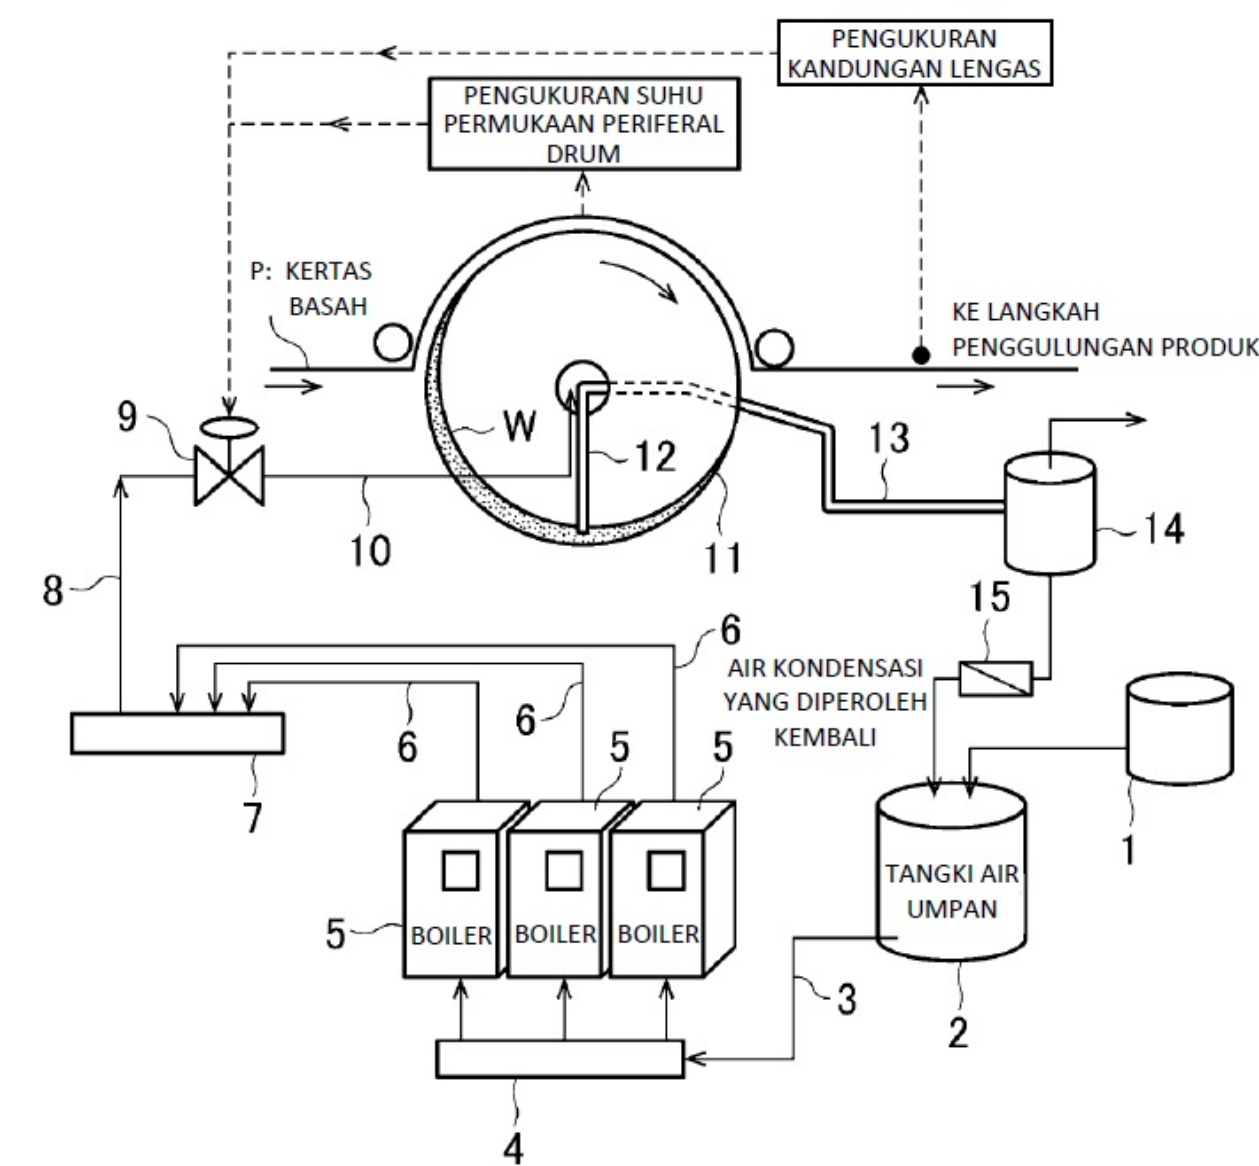 PENGUKURAN
KANDUNGAN LENGAS
PENGUKURAN SUHU
PERMUKAAN PERIFERAL
DRUM
P: KERTAS
BASAH
KE LANGKAH
PENGGULUNGAN PRODUK
9
W
12
13
10
11
14
8
15
6
AIR KONDENSASI
YANG DIPEROLEH
KEMBALI
6
6
5
5
7
1
TANGKI AIR
UMPAN
5
BOILER
BOILER
BOILER
3
2
4